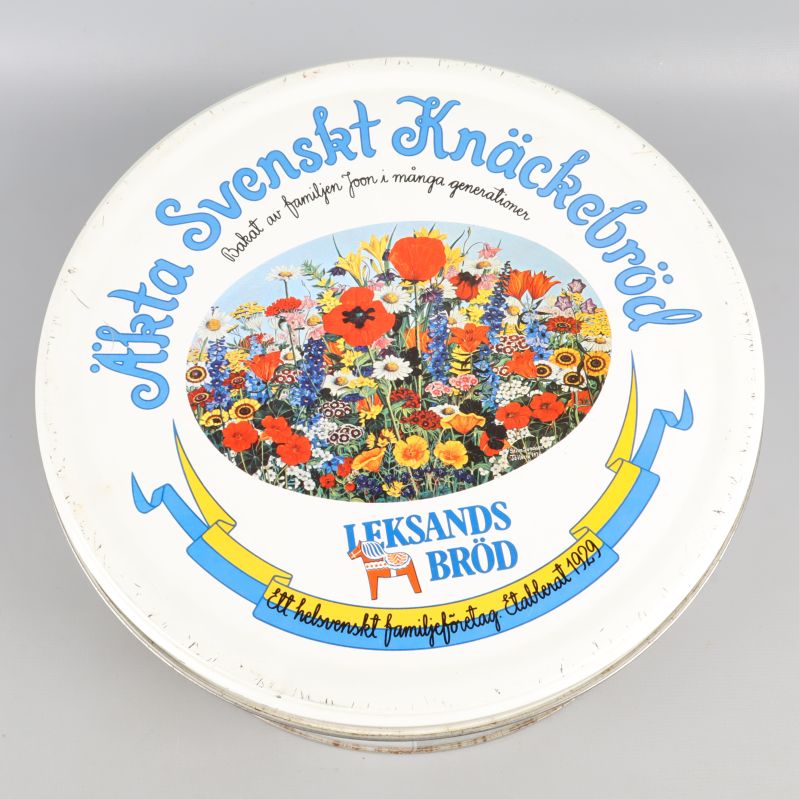 Äkta Svenskt Knäckebröd
Bakat av familjen Joon i många generationer
LEKSANDS
BRÖD
Ett helsvenskt familjeföretag. Etablerat 1929